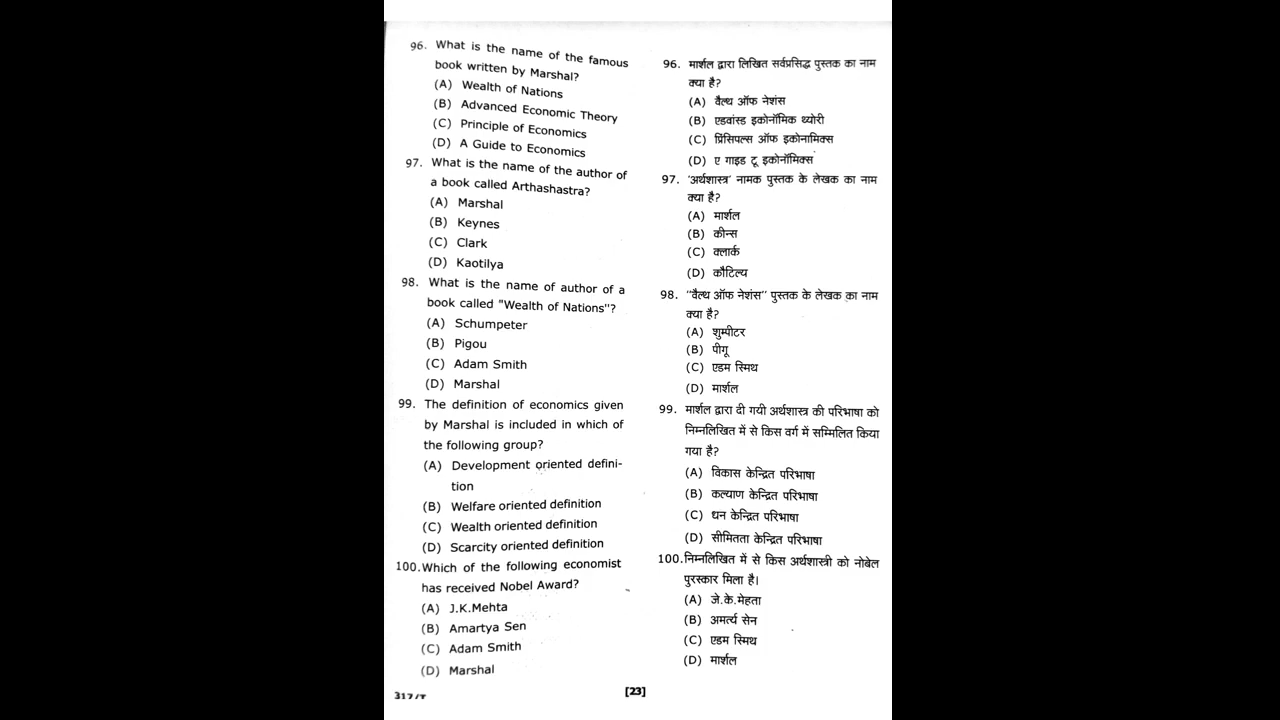 96. What is the name of the famous
book written by Marshal?
(A) Wealth of Nations
(B) Advanced Economic Theory
(C) Principle of Economics
(D) A Guide to Economics
97. What is the name of the author of
a book called Arthashastra?
(A) Marshal
(B) Keynes
(C) Clark
(D) Kaotilya
98. What is the name of author of a
book called "Wealth of Nations"?
(A) Schumpeter
(B) Pigou
(C) Adam Smith
(D) Marshal
99. The definition of economics given
by Marshal is included in which of
the following group?
(A) Development oriented defini-
tion
(B) Welfare oriented definition
(C) Wealth oriented definition
(D) Scarcity oriented definition
100. Which of the following economist
has received Nobel Award?
(A) J.K.Mehta
(B) Amartya Sen
(C) Adam Smith
(D) Marshal
96. मार्शल द्वारा लिखित सर्वप्रसिद्ध पुस्तक का नाम
क्या है?
(A) वैल्थ ऑफ नेशंस
(B) एडवांस्ड इकोनॉमिक थ्योरी
(C) प्रिंसिपल्स ऑफ इकोनामिक्स
(D) ए गाइड टू इकोनॉमिक्स
97. 'अर्थशास्त्र' नामक पुस्तक के लेखक का नाम
क्या है?
(A) मार्शल
(B) कीन्स
(C) क्लार्क
(D) कौटिल्य
98. "वैल्थ ऑफ नेशंस" पुस्तक के लेखक का नाम
क्या है?
(A) शुम्पीटर
(B) पीगू
(C) एडम स्मिथ
(D) मार्शल
99. मार्शल द्वारा दी गयी अर्थशास्त्र की परिभाषा को
निम्नलिखित में से किस वर्ग में सम्मिलित किया
गया है?
(A) विकास केन्द्रित परिभाषा
(B) कल्याण केन्द्रित परिभाषा
(C) धन केन्द्रित परिभाषा
(D) सीमितता केन्द्रित परिभाषा
100. निम्नलिखित में से किस अर्थशास्त्री को नोबेल
पुरस्कार मिला है।
(A) जे.के.मेहता
(B) अमर्त्य सेन
(C) एडम स्मिथ
(D) मार्शल
317/T
[23]